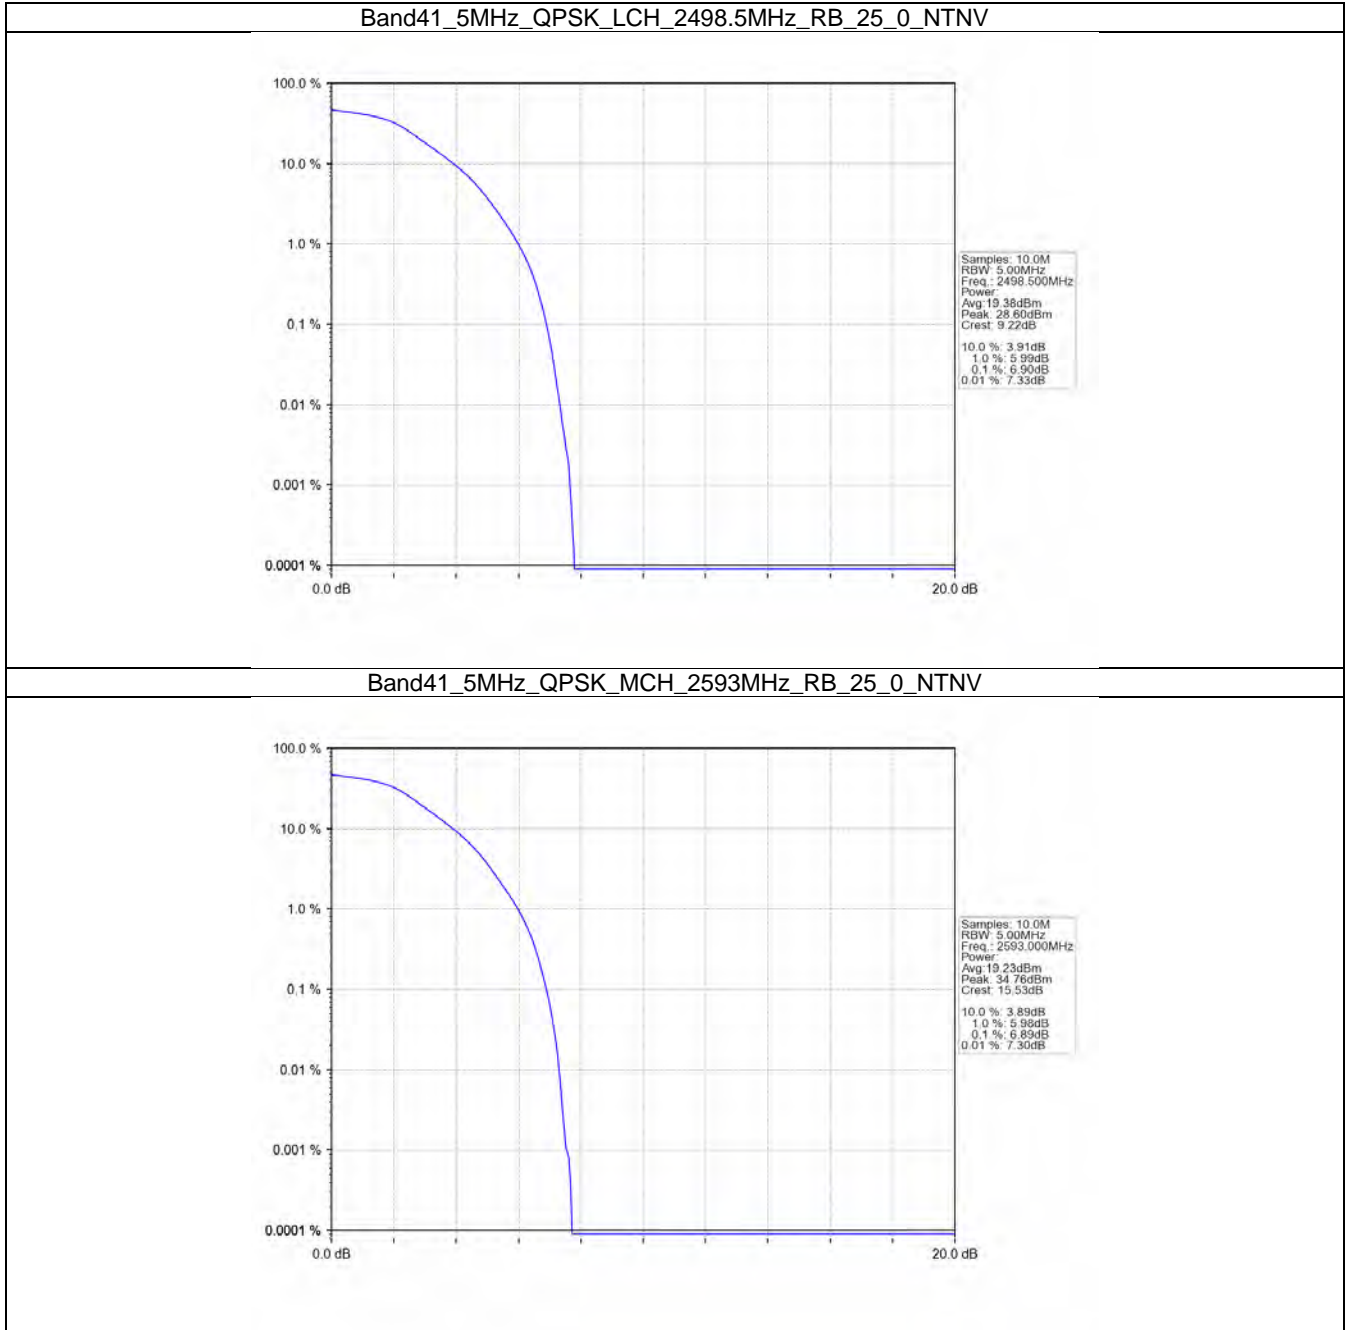 Band41_5MHz_QPSK_LCH_2498.5MHz_RB_25_0_NTNV
100.0 %
10.0 %
1.0 %
0.1 %
0.01 %
0.001 %
0.0001 %
0.0 dB
20.0 dB
Samples: 10.0M
RBW: 5.00MHz
Freq.: 2498.500MHz
Power:
Avg:19.38dBm
Peak: 28.60dBm
Crest: 9.22dB
10.0 %: 3.91dB
1.0 %: 5.99dB
0.1 %: 6.90dB
0.01 %: 7.33dB
Band41_5MHz_QPSK_MCH_2593MHz_RB_25_0_NTNV
100.0 %
10.0 %
1.0 %
0.1 %
0.01 %
0.001 %
0.0001 %
0.0 dB
20.0 dB
Samples: 10.0M
RBW: 5.00MHz
Freq.: 2593.000MHz
Power:
Avg:19.23dBm
Peak: 34.76dBm
Crest: 15.53dB
10.0 %: 3.89dB
1.0 %: 5.98dB
0.1 %: 6.89dB
0.01 %: 7.30dB